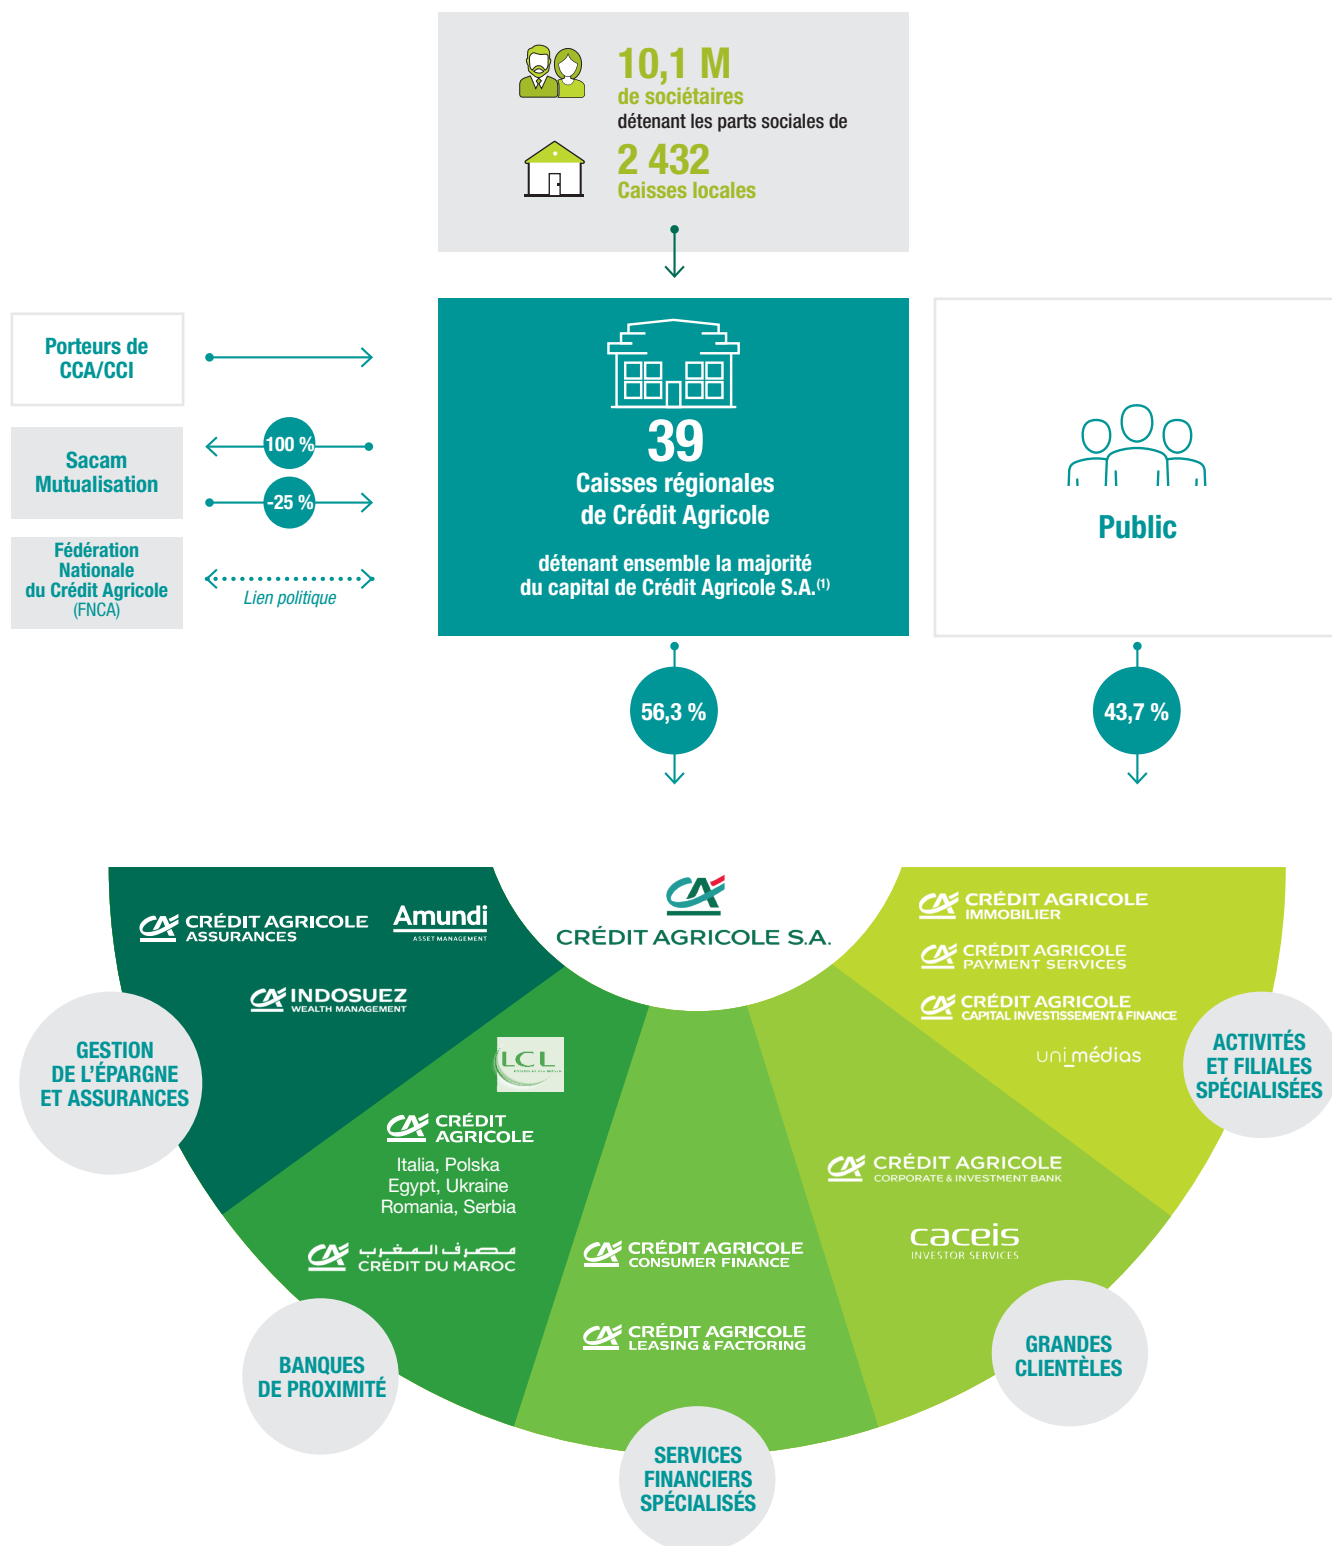 10,1 M
de sociétaires
détenant les parts sociales de
2 432
Caisses locales
Porteurs de
CCA/CCI
Sacam
Mutualisation
100 %
-25 %
Fédération
Nationale
du Crédit Agricole
(FNCA)
Lien politique
39
Caisses régionales
de Crédit Agricole
détenant ensemble la majorité
du capital de Crédit Agricole S.A.(1)
Public
56,3 %
43,7 %
CRÉDIT AGRICOLE S.A.
CRÉDIT AGRICOLE
ASSURANCES
Amundi
ASSET MANAGEMENT
INDOSUEZ
WEALTH MANAGEMENT
GESTION
DE L'ÉPARGNE
ET ASSURANCES
LCL
CRÉDIT
AGRICOLE
Italia, Polska
Egypt, Ukraine
Romania, Serbia
مصرف المغرب
CRÉDIT DU MAROC
BANQUES
DE PROXIMITÉ
CRÉDIT AGRICOLE
CONSUMER FINANCE
CRÉDIT AGRICOLE
LEASING & FACTORING
SERVICES
FINANCIERS
SPÉCIALISÉS
CRÉDIT AGRICOLE
CORPORATE & INVESTMENT BANK
caceis
INVESTOR SERVICES
GRANDES
CLIENTÈLES
CRÉDIT AGRICOLE
IMMOBILIER
CRÉDIT AGRICOLE
PAYMENT SERVICES
CRÉDIT AGRICOLE
CAPITAL INVESTISSEMENT & FINANCE
uni_médias
ACTIVITÉS
ET FILIALES
SPÉCIALISÉES